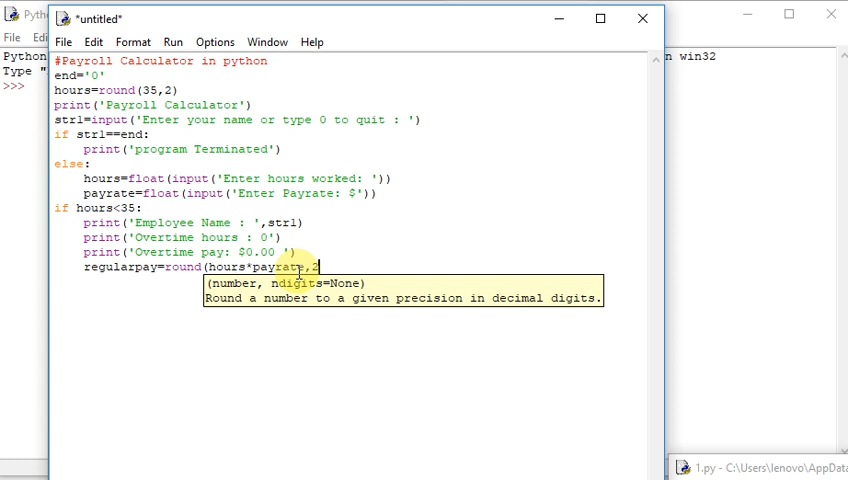 Pyth
*untitled*
File Edit Format Run Options Window Help
File Ed
Pythor
n win32
Type "
>>>
#Payroll Calculator in python
end='0'
hours=round(35,2)
print('Payroll Calculator')
str1=input('Enter your name or type 0 to quit : ')
if str1==end:
    print('program Terminated')
else:
    hours=float(input('Enter hours worked: '))
    payrate=float(input('Enter Payrate: $'))
if hours<35:
    print('Employee Name : ',str1)
    print('Overtime hours : 0')
    print('Overtime pay: $0.00 ')
    regularpay=round(hours*payrate,2
(number, ndigits=None)
Round a number to a given precision in decimal digits.
1.py - C:\Users\lenovo\AppData